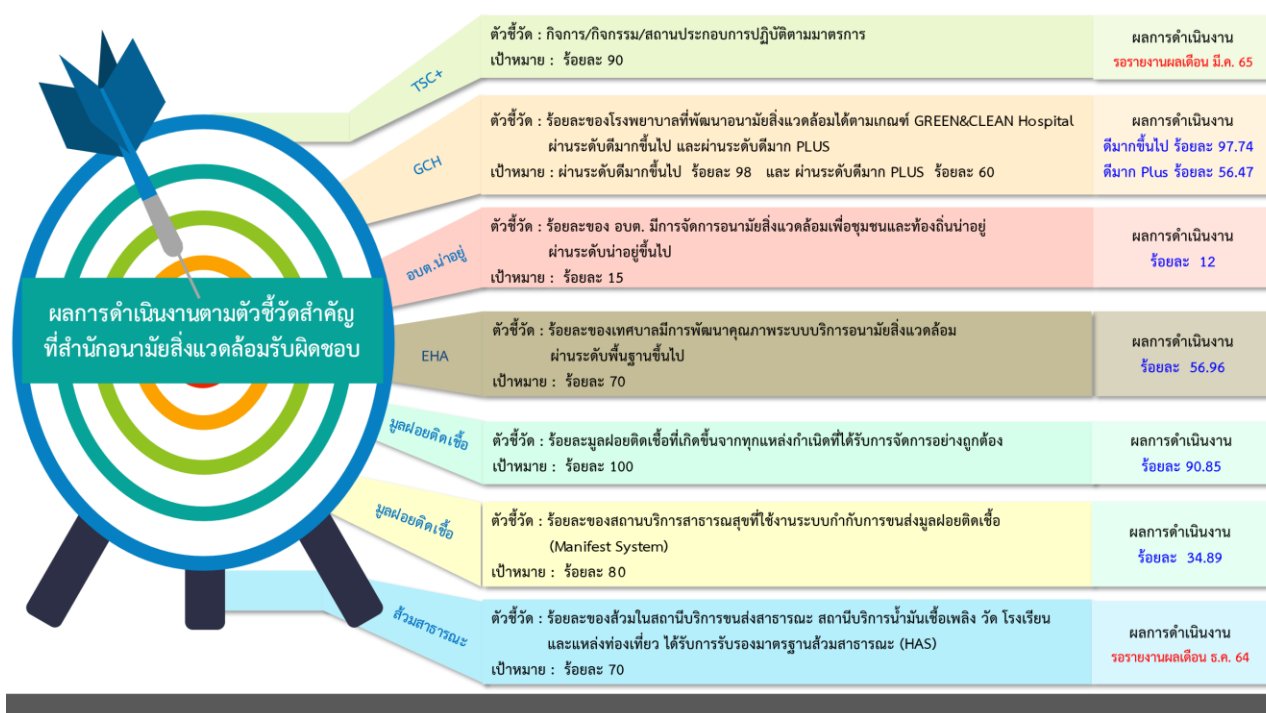 ผลการดำเนินงานตามตัวชี้วัดสำคัญ
ที่สำนักอนามัยสิ่งแวดล้อมรับผิดชอบ
TSC+
ตัวชี้วัด : กิจการ/กิจกรรม/สถานประกอบการปฏิบัติตามมาตรการ
เป้าหมาย : ร้อยละ 90
ผลการดำเนินงาน
รอรายงานผลเดือน มี.ค. 65
GCH
ตัวชี้วัด : ร้อยละของโรงพยาบาลที่พัฒนาอนามัยสิ่งแวดล้อมได้ตามเกณฑ์ GREEN&CLEAN Hospital
ผ่านระดับดีมากขึ้นไป และผ่านระดับดีมาก PLUS
เป้าหมาย : ผ่านระดับดีมากขึ้นไป ร้อยละ 98 และ ผ่านระดับดีมาก PLUS ร้อยละ 60
ผลการดำเนินงาน
ดีมากขึ้นไป ร้อยละ 97.74
ดีมาก Plus ร้อยละ 56.47
อบต.น่าอยู่
ตัวชี้วัด : ร้อยละของ อบต. มีการจัดการอนามัยสิ่งแวดล้อมเพื่อชุมชนและท้องถิ่นน่าอยู่
ผ่านระดับน่าอยู่ขึ้นไป
เป้าหมาย : ร้อยละ 15
ผลการดำเนินงาน
ร้อยละ 12
EHA
ตัวชี้วัด : ร้อยละของเทศบาลมีการพัฒนาคุณภาพระบบบริการอนามัยสิ่งแวดล้อม
ผ่านระดับพื้นฐานขึ้นไป
เป้าหมาย : ร้อยละ 70
ผลการดำเนินงาน
ร้อยละ 56.96
มูลฝอยติดเชื้อ
ตัวชี้วัด : ร้อยละมูลฝอยติดเชื้อที่เกิดขึ้นจากทุกแหล่งกำเนิดที่ได้รับการจัดการอย่างถูกต้อง
เป้าหมาย : ร้อยละ 100
ผลการดำเนินงาน
ร้อยละ 90.85
มูลฝอยติดเชื้อ
ตัวชี้วัด : ร้อยละของสถานบริการสาธารณสุขที่ใช้งานระบบกำกับการขนส่งมูลฝอยติดเชื้อ
(Manifest System)
เป้าหมาย : ร้อยละ 80
ผลการดำเนินงาน
ร้อยละ 34.89
ส้วมสาธารณะ
ตัวชี้วัด : ร้อยละของส้วมในสถานีบริการขนส่งสาธารณะ สถานีบริการน้ำมันเชื้อเพลิง วัด โรงเรียน
และแหล่งท่องเที่ยว ได้รับการรับรองมาตรฐานส้วมสาธารณะ (HAS)
เป้าหมาย : ร้อยละ 70
ผลการดำเนินงาน
รอรายงานผลเดือน ธ.ค. 64